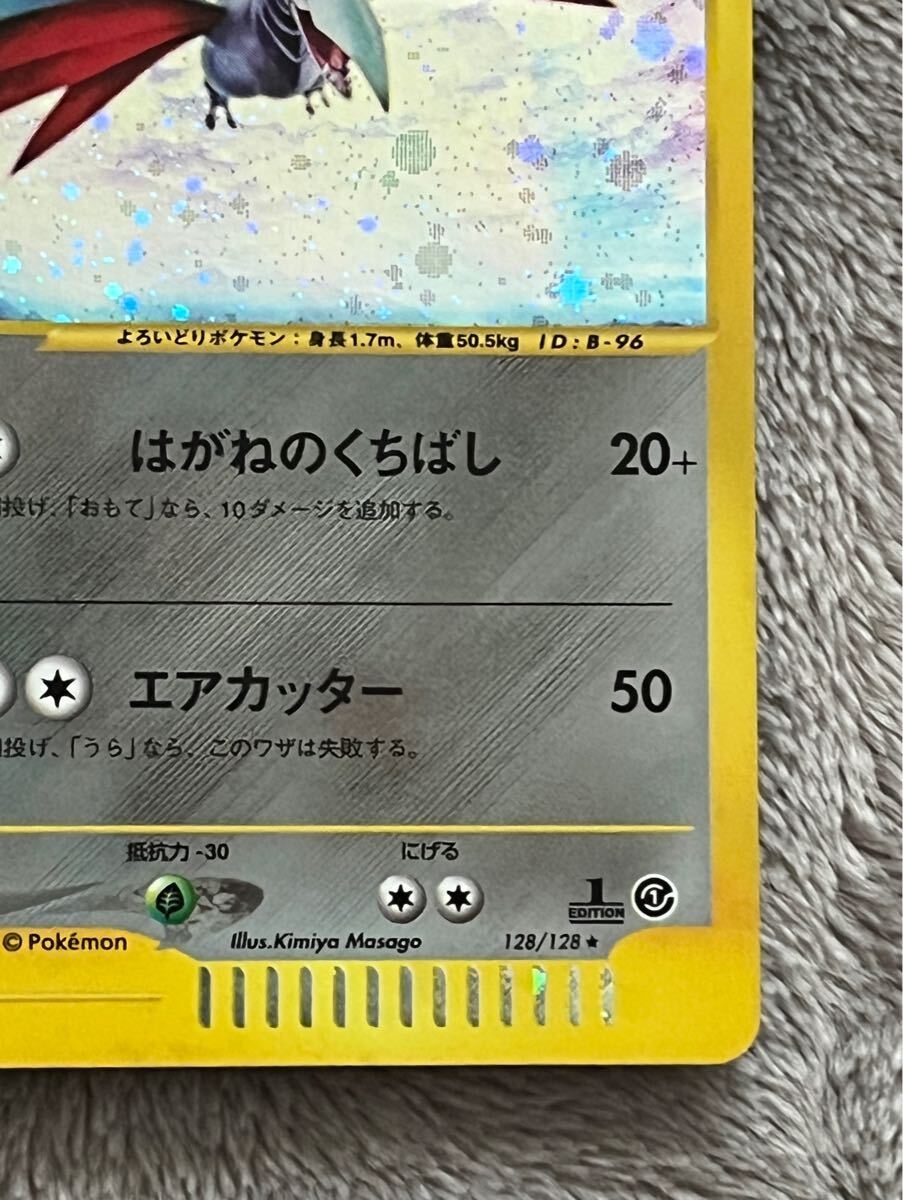 よろいどりポケモン：身長1.7m、体重50.5kg ID:B-96
はがねのくちばし 20+
投げ、「おもて」なら、10ダメージを追加する。
エアカッター 50
投げ、「うら」なら、このワザは失敗する。
抵抗力 -30 にげる
1 EDITION 1
© Pokémon Illus.Kimiya Masago 128/128 ★